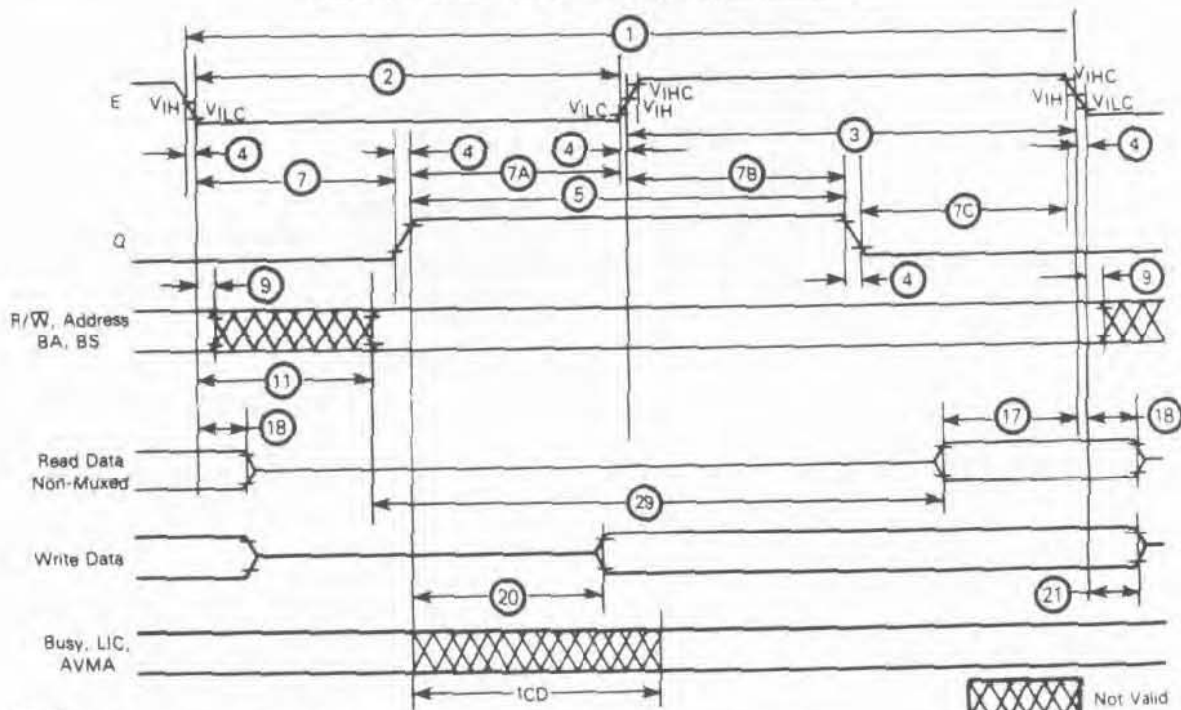 1
2
E
VIH
VILC
VILC
VIHC
VIH
VIHC
VIH
VILC
3
4
4
4
4
7
7A
7B
5
7C
Q
4
9
9
R/W̅, Address
BA, BS
11
18
17
18
Read Data
Non-Muxed
29
Write Data
20
21
Busy, LIC,
AVMA
tCD
Not Valid